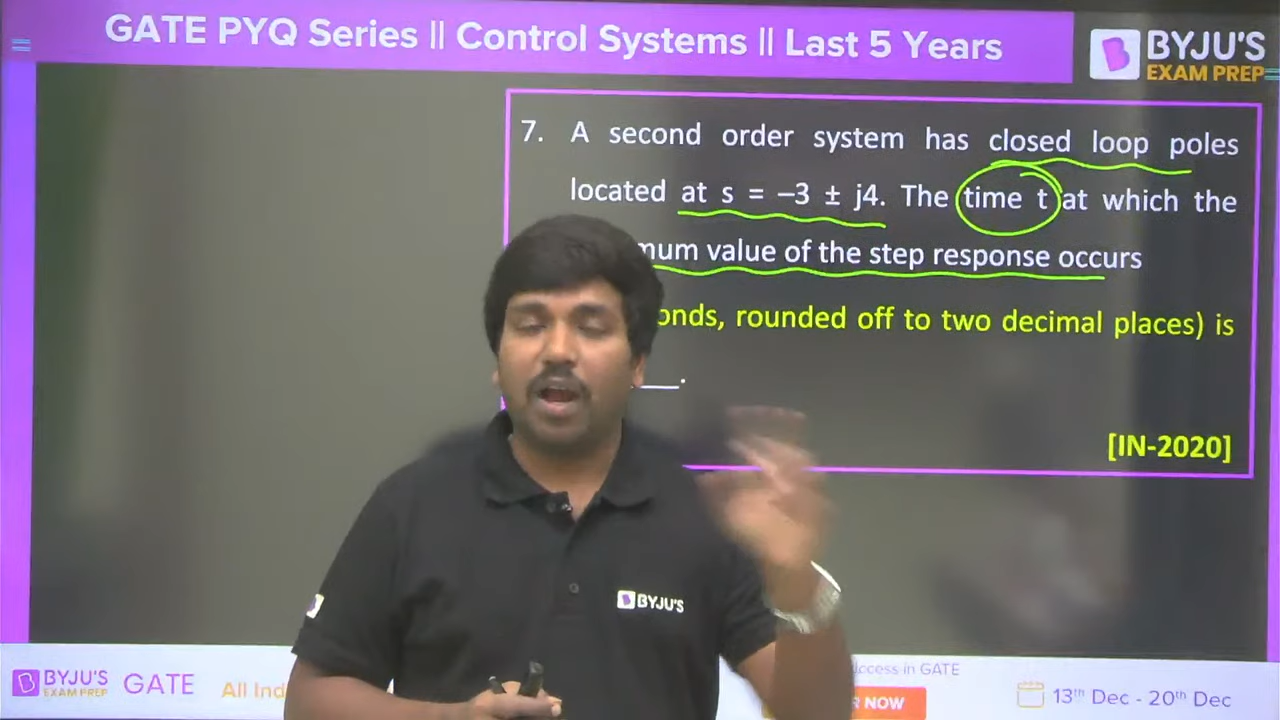 GATE PYQ Series || Control Systems || Last 5 Years
BYJU'S
EXAM PREP
7. A second order system has closed loop poles
located at s = –3 ± j4. The time t at which the
mum value of the step response occurs
onds, rounded off to two decimal places) is
____.
[IN-2020]
BYJU'S
BYJU'S
EXAM PREP
GATE
All Ind
ccess in GATE
R NOW
13th Dec - 20th Dec